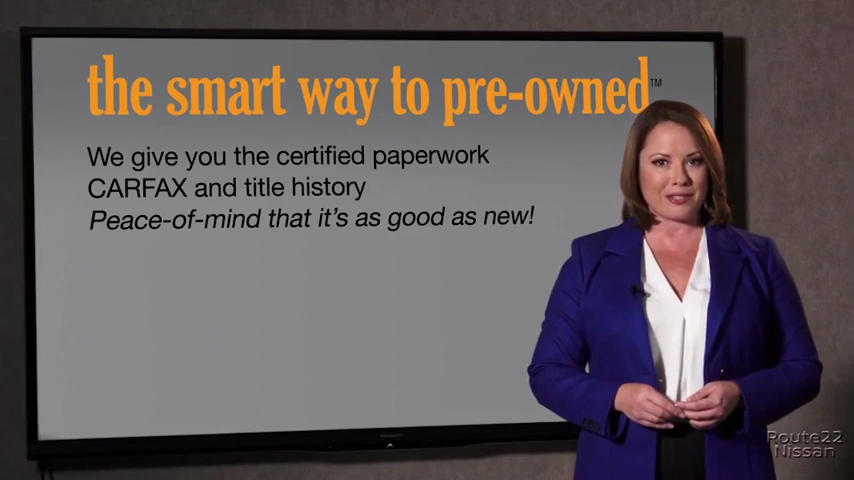 the smart way to pre-owned™
We give you the certified paperwork
CARFAX and title history
Peace-of-mind that it's as good as new!
Route22
Nissan